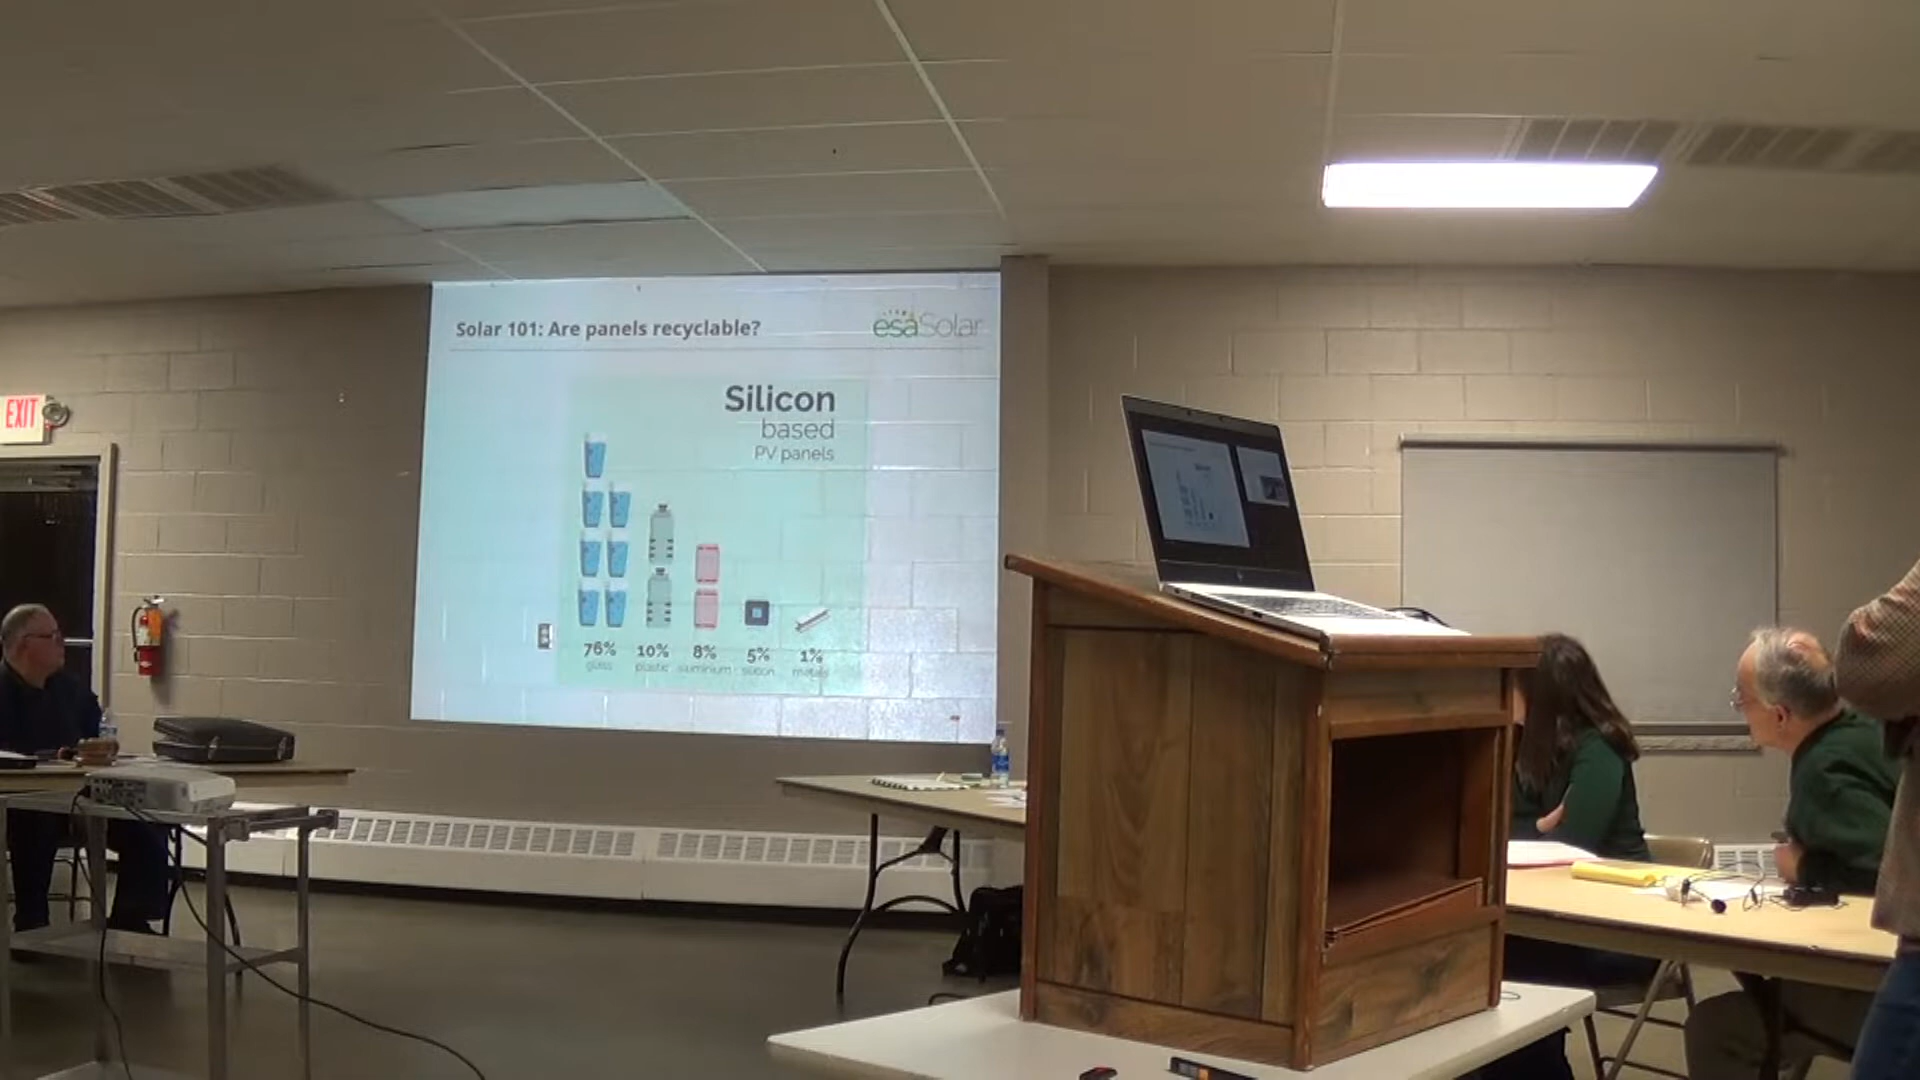 Solar 101: Are panels recyclable?
esaSolar
Silicon
based
PV panels
76% 10% 8% 5% 1%
glass plastic aluminium silicon metals
EXIT